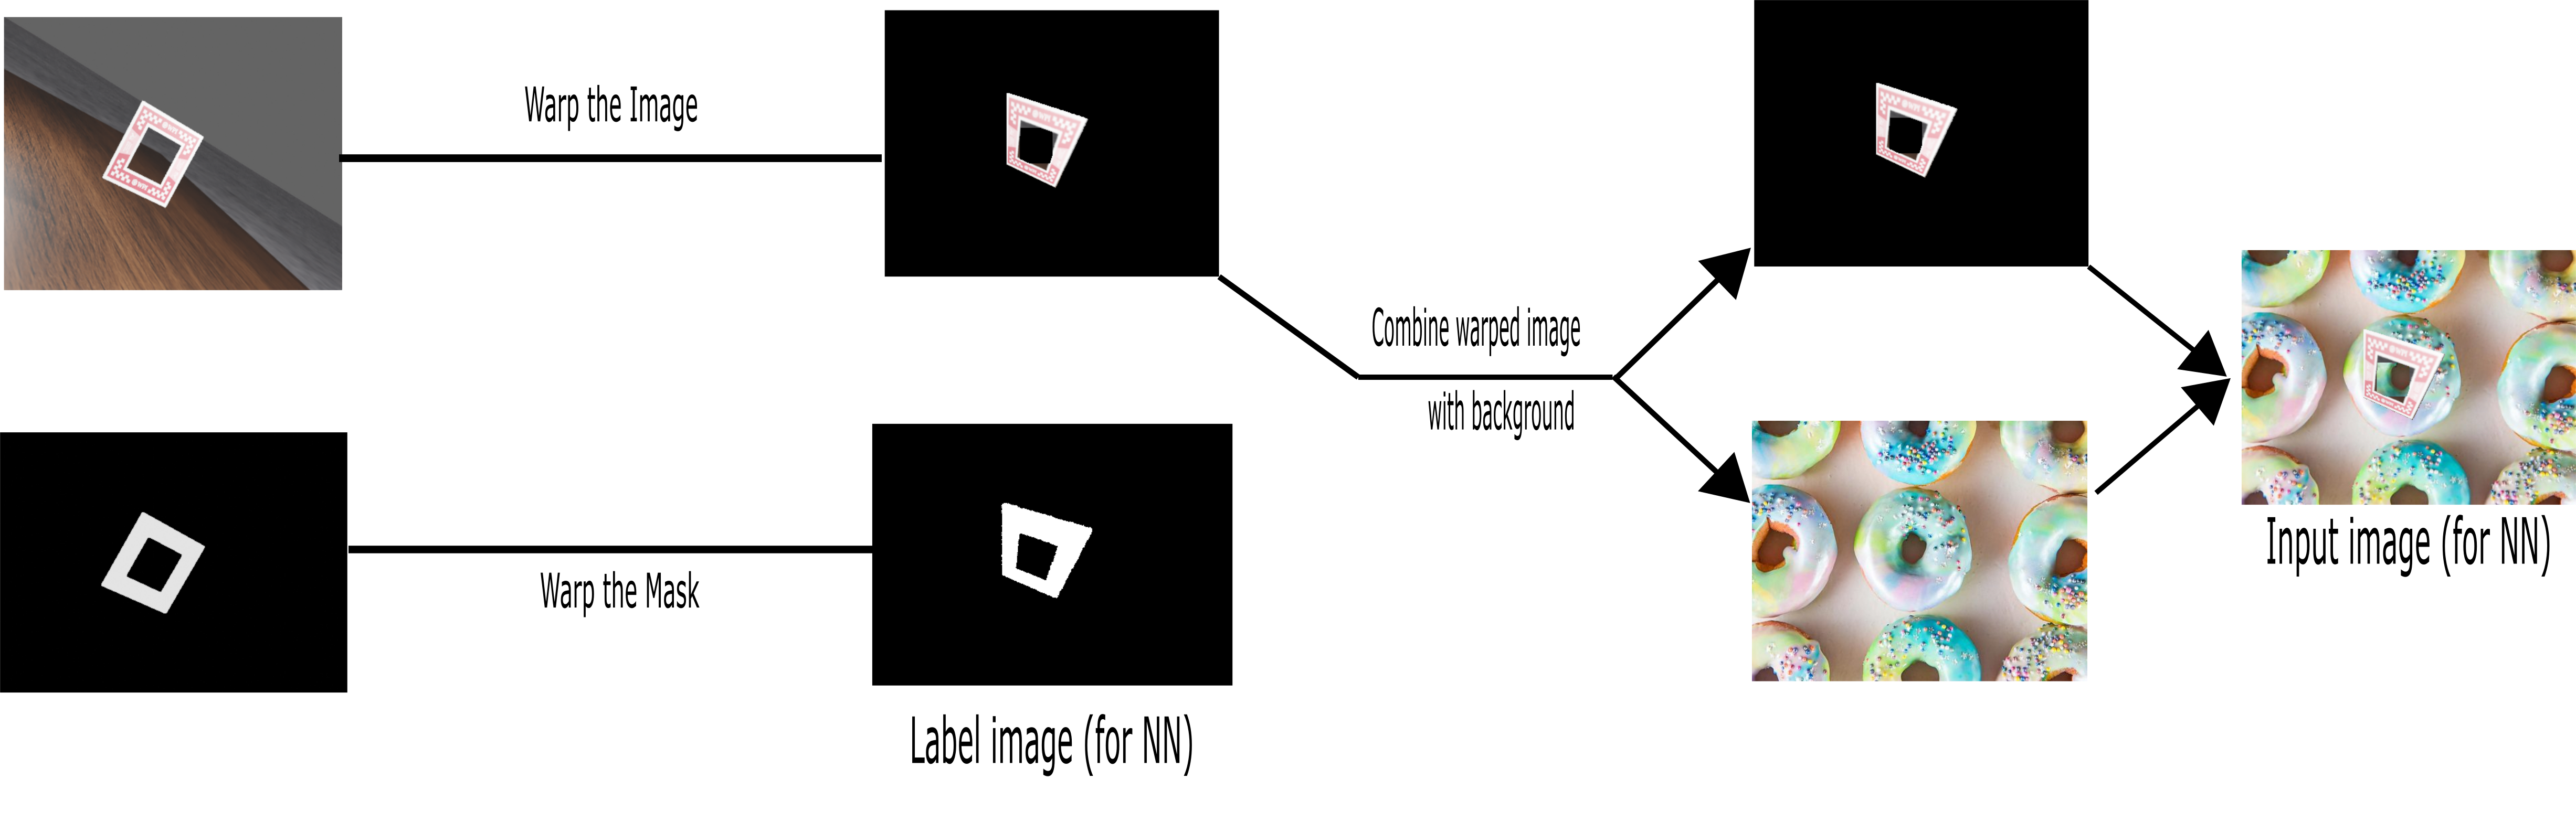 Warp the Image
Combine warped image
with background
Input image (for NN)
Warp the Mask
Label image (for NN)